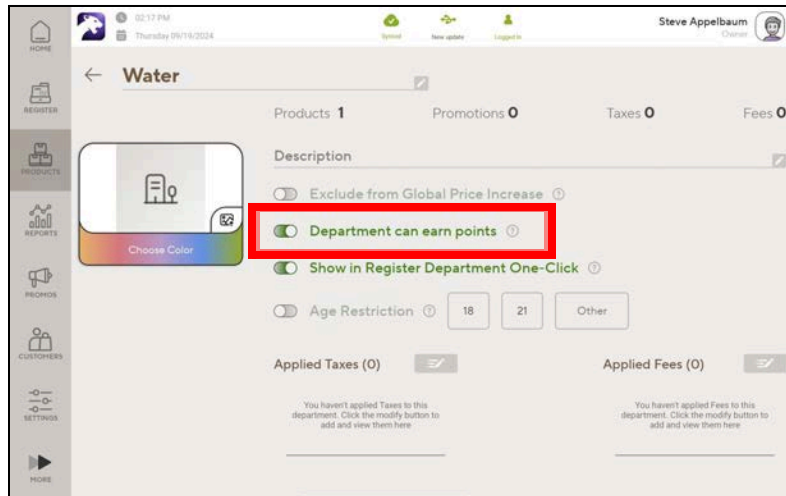 02:17 PM
Thursday 09/19/2024
Synced
New update
Logged In
Steve Appelbaum
Owner
HOME
REGISTER
PRODUCTS
REPORTS
PROMOS
CUSTOMERS
SETTINGS
MORE
Water
Products 1
Promotions 0
Taxes 0
Fees 0
Choose Color
Description
Exclude from Global Price Increase
Department can earn points
Show in Register Department One-Click
Age Restriction
18
21
Other
Applied Taxes (0)
You haven't applied Taxes to this
department. Click the modify button to
add and view them here
Applied Fees (0)
You haven't applied Fees to this
department. Click the modify button to
add and view them here